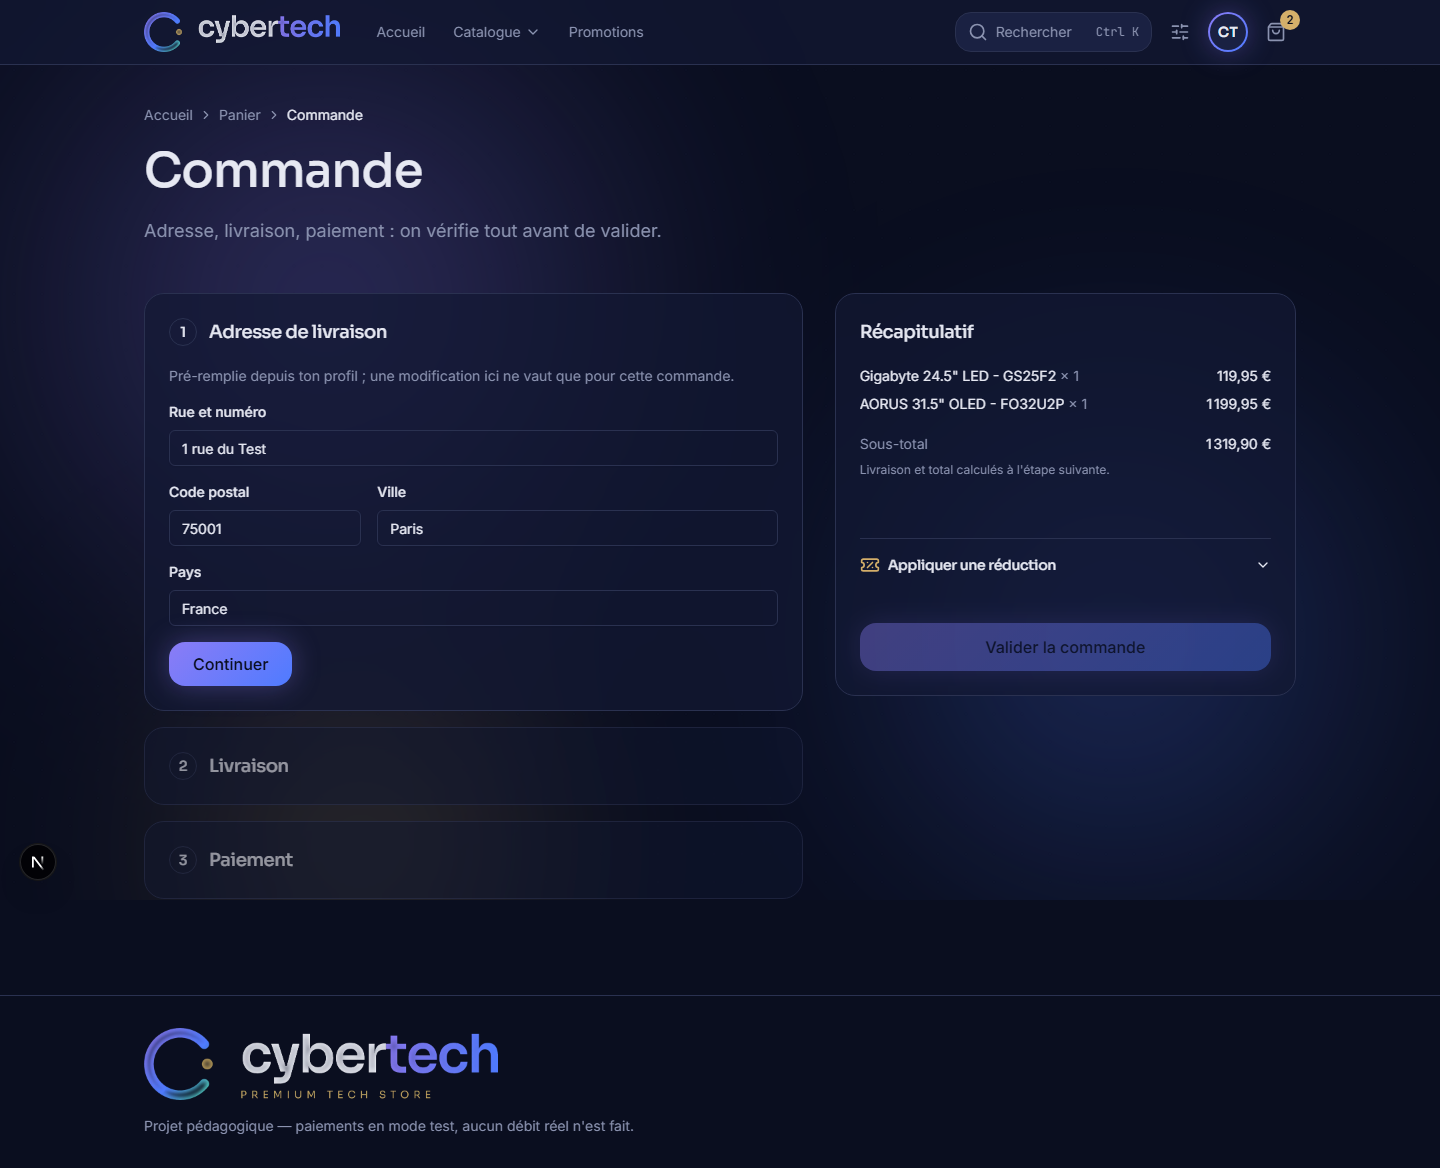 cybertech
Accueil
Catalogue
Promotions
Rechercher
Ctrl K
CT
2
Accueil > Panier > Commande
Commande
Adresse, livraison, paiement : on vérifie tout avant de valider.
1 Adresse de livraison
Pré-remplie depuis ton profil ; une modification ici ne vaut que pour cette commande.
Rue et numéro
1 rue du Test
Code postal
Ville
75001
Paris
Pays
France
Continuer
2 Livraison
3 Paiement
Récapitulatif
Gigabyte 24.5" LED - GS25F2 × 1 119,95 €
AORUS 31.5" OLED - FO32U2P × 1 1 199,95 €
Sous-total 1 319,90 €
Livraison et total calculés à l'étape suivante.
Appliquer une réduction
Valider la commande
N
cybertech
PREMIUM TECH STORE
Projet pédagogique — paiements en mode test, aucun débit réel n'est fait.